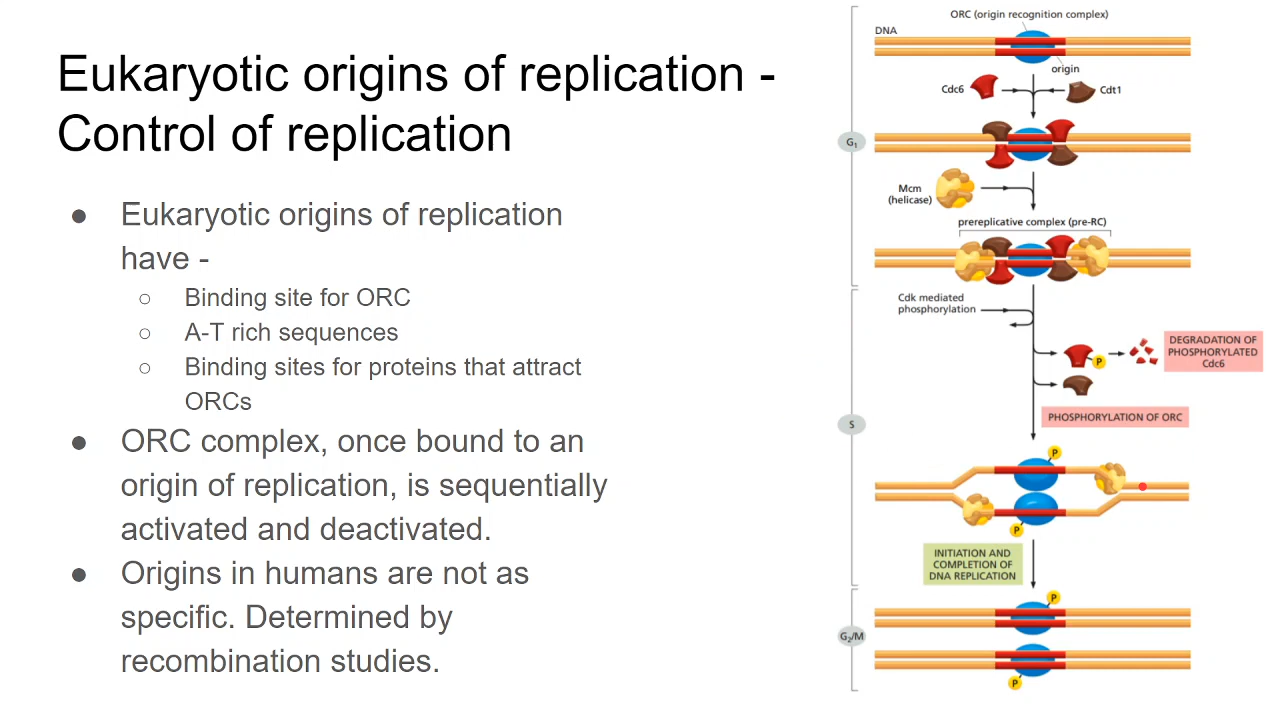 Eukaryotic origins of replication -
Control of replication
● Eukaryotic origins of replication
have -
○ Binding site for ORC
○ A-T rich sequences
○ Binding sites for proteins that attract
ORCs
● ORC complex, once bound to an
origin of replication, is sequentially
activated and deactivated.
● Origins in humans are not as
specific. Determined by
recombination studies.
ORC (origin recognition complex)
DNA
origin
Cdc6
Cdt1
G₁
Mcm
(helicase)
prereplicative complex (pre-RC)
Cdk mediated
phosphorylation
DEGRADATION OF
PHOSPHORYLATED
Cdc6
P
PHOSPHORYLATION OF ORC
S
P
P
INITIATION AND
COMPLETION OF
DNA REPLICATION
P
G₂/M
P